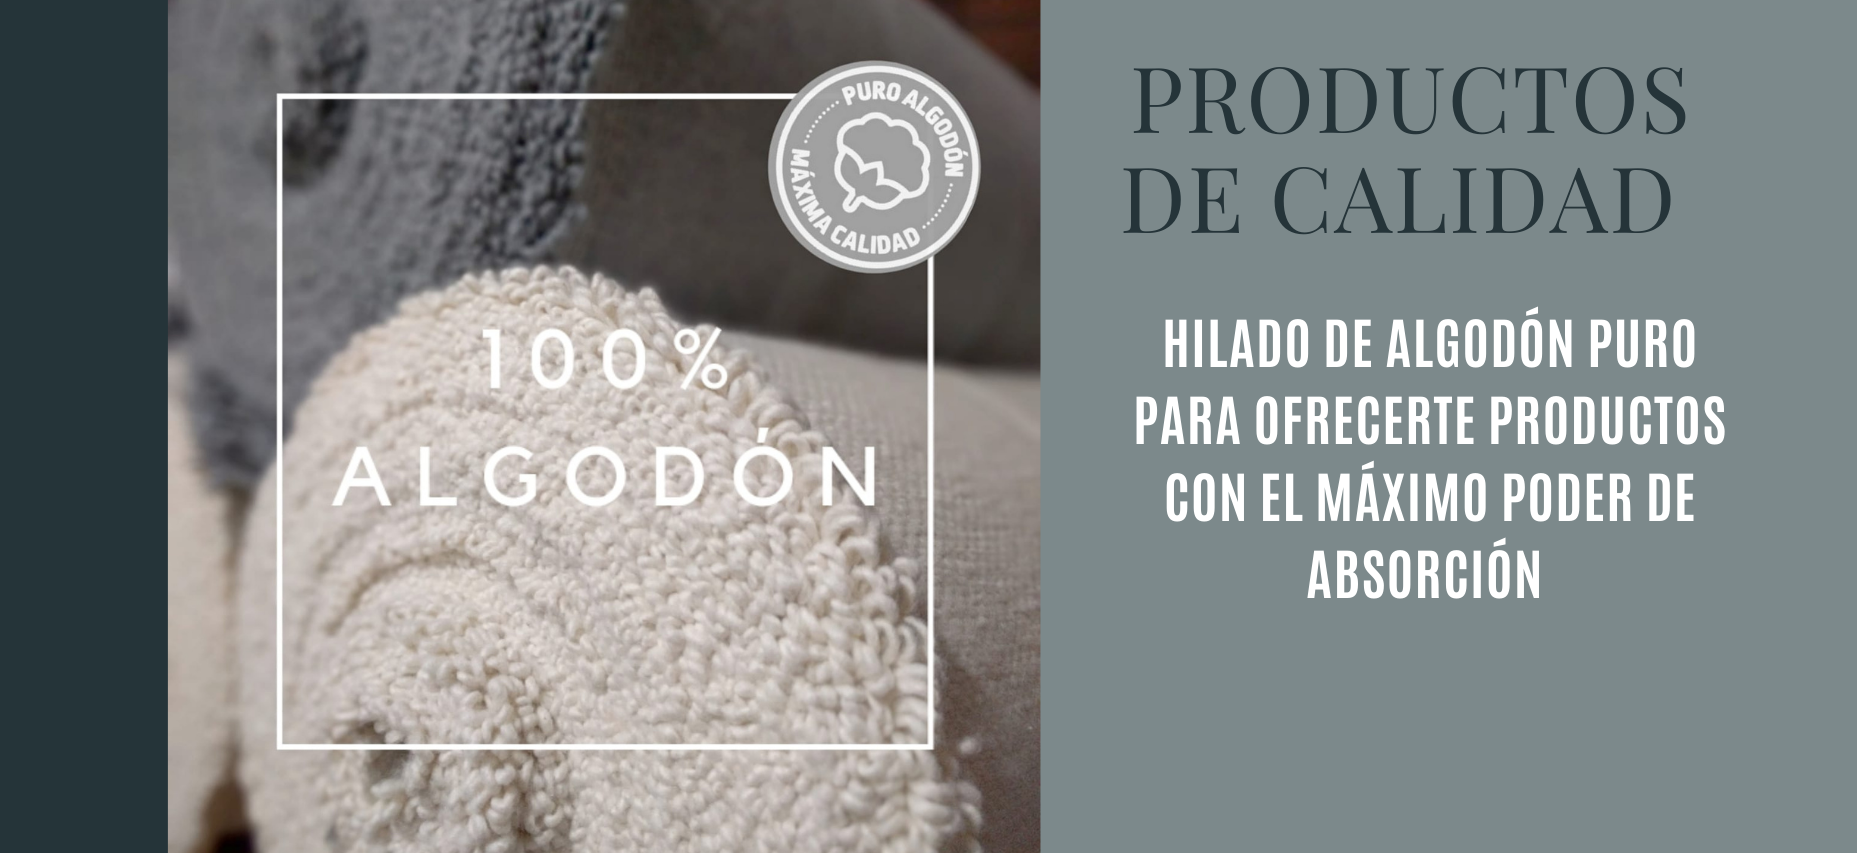 PURO ALGODÓN
MÁXIMA CALIDAD
100%
ALGODÓN
PRODUCTOS
DE CALIDAD
HILADO DE ALGODÓN PURO
PARA OFRECERTE PRODUCTOS
CON EL MÁXIMO PODER DE
ABSORCIÓN